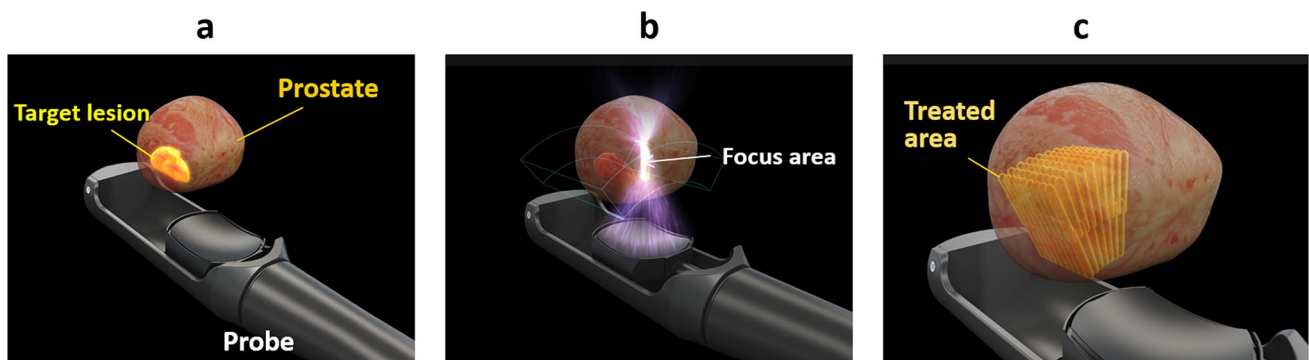 a
b
c
Target lesion
Prostate
Probe
Focus area
Treated
area